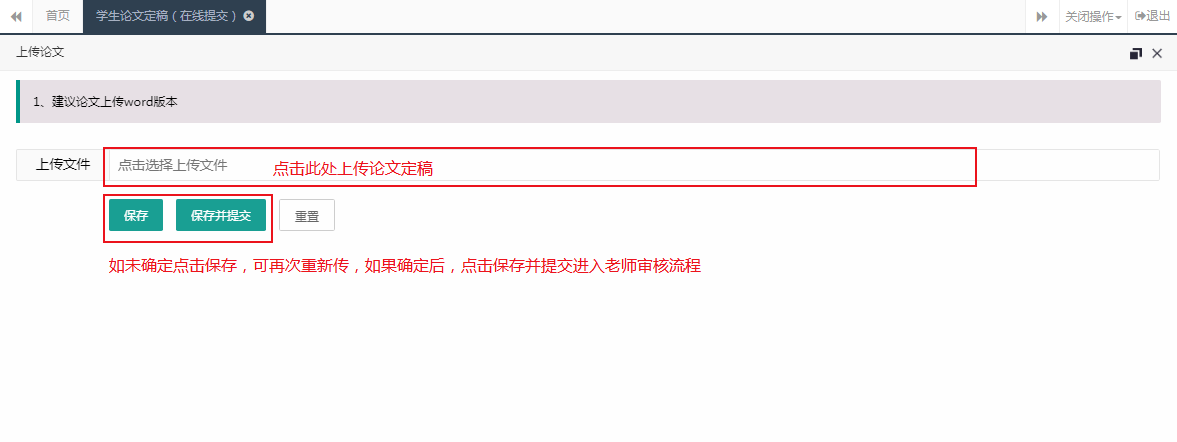 首页
学生论文定稿（在线提交）
关闭操作
退出
上传论文
1、建议论文上传word版本
上传文件
点击选择上传文件
点击此处上传论文定稿
保存
保存并提交
重置
如未确定点击保存，可再次重新传，如果确定后，点击保存并提交进入老师审核流程